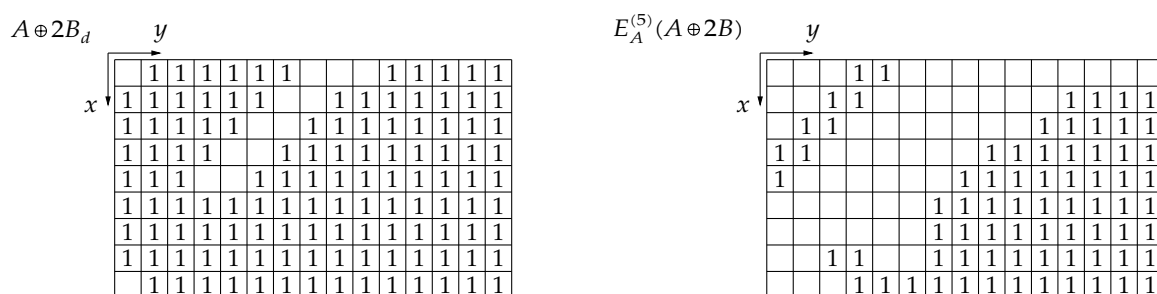 A⊕2B_d y E_A^(5)(A⊕2B) y
1 1 1 1 1 1 1 1 1 1 1 1 1
x 1 1 1 1 1 1 1 1 1 1 1 1 1 x 1 1 1 1 1 1
1 1 1 1 1 1 1 1 1 1 1 1 1 1 1 1 1 1 1 1
1 1 1 1 1 1 1 1 1 1 1 1 1 1 1 1 1 1 1 1 1 1
1 1 1 1 1 1 1 1 1 1 1 1 1 1 1 1 1 1 1 1 1 1
1 1 1 1 1 1 1 1 1 1 1 1 1 1 1 1 1 1 1 1 1 1 1 1
1 1 1 1 1 1 1 1 1 1 1 1 1 1 1 1 1 1 1 1 1 1 1 1
1 1 1 1 1 1 1 1 1 1 1 1 1 1 1 1 1 1 1 1 1 1 1 1 1 1
1 1 1 1 1 1 1 1 1 1 1 1 1 1 1 1 1 1 1 1 1 1 1 1 1 1